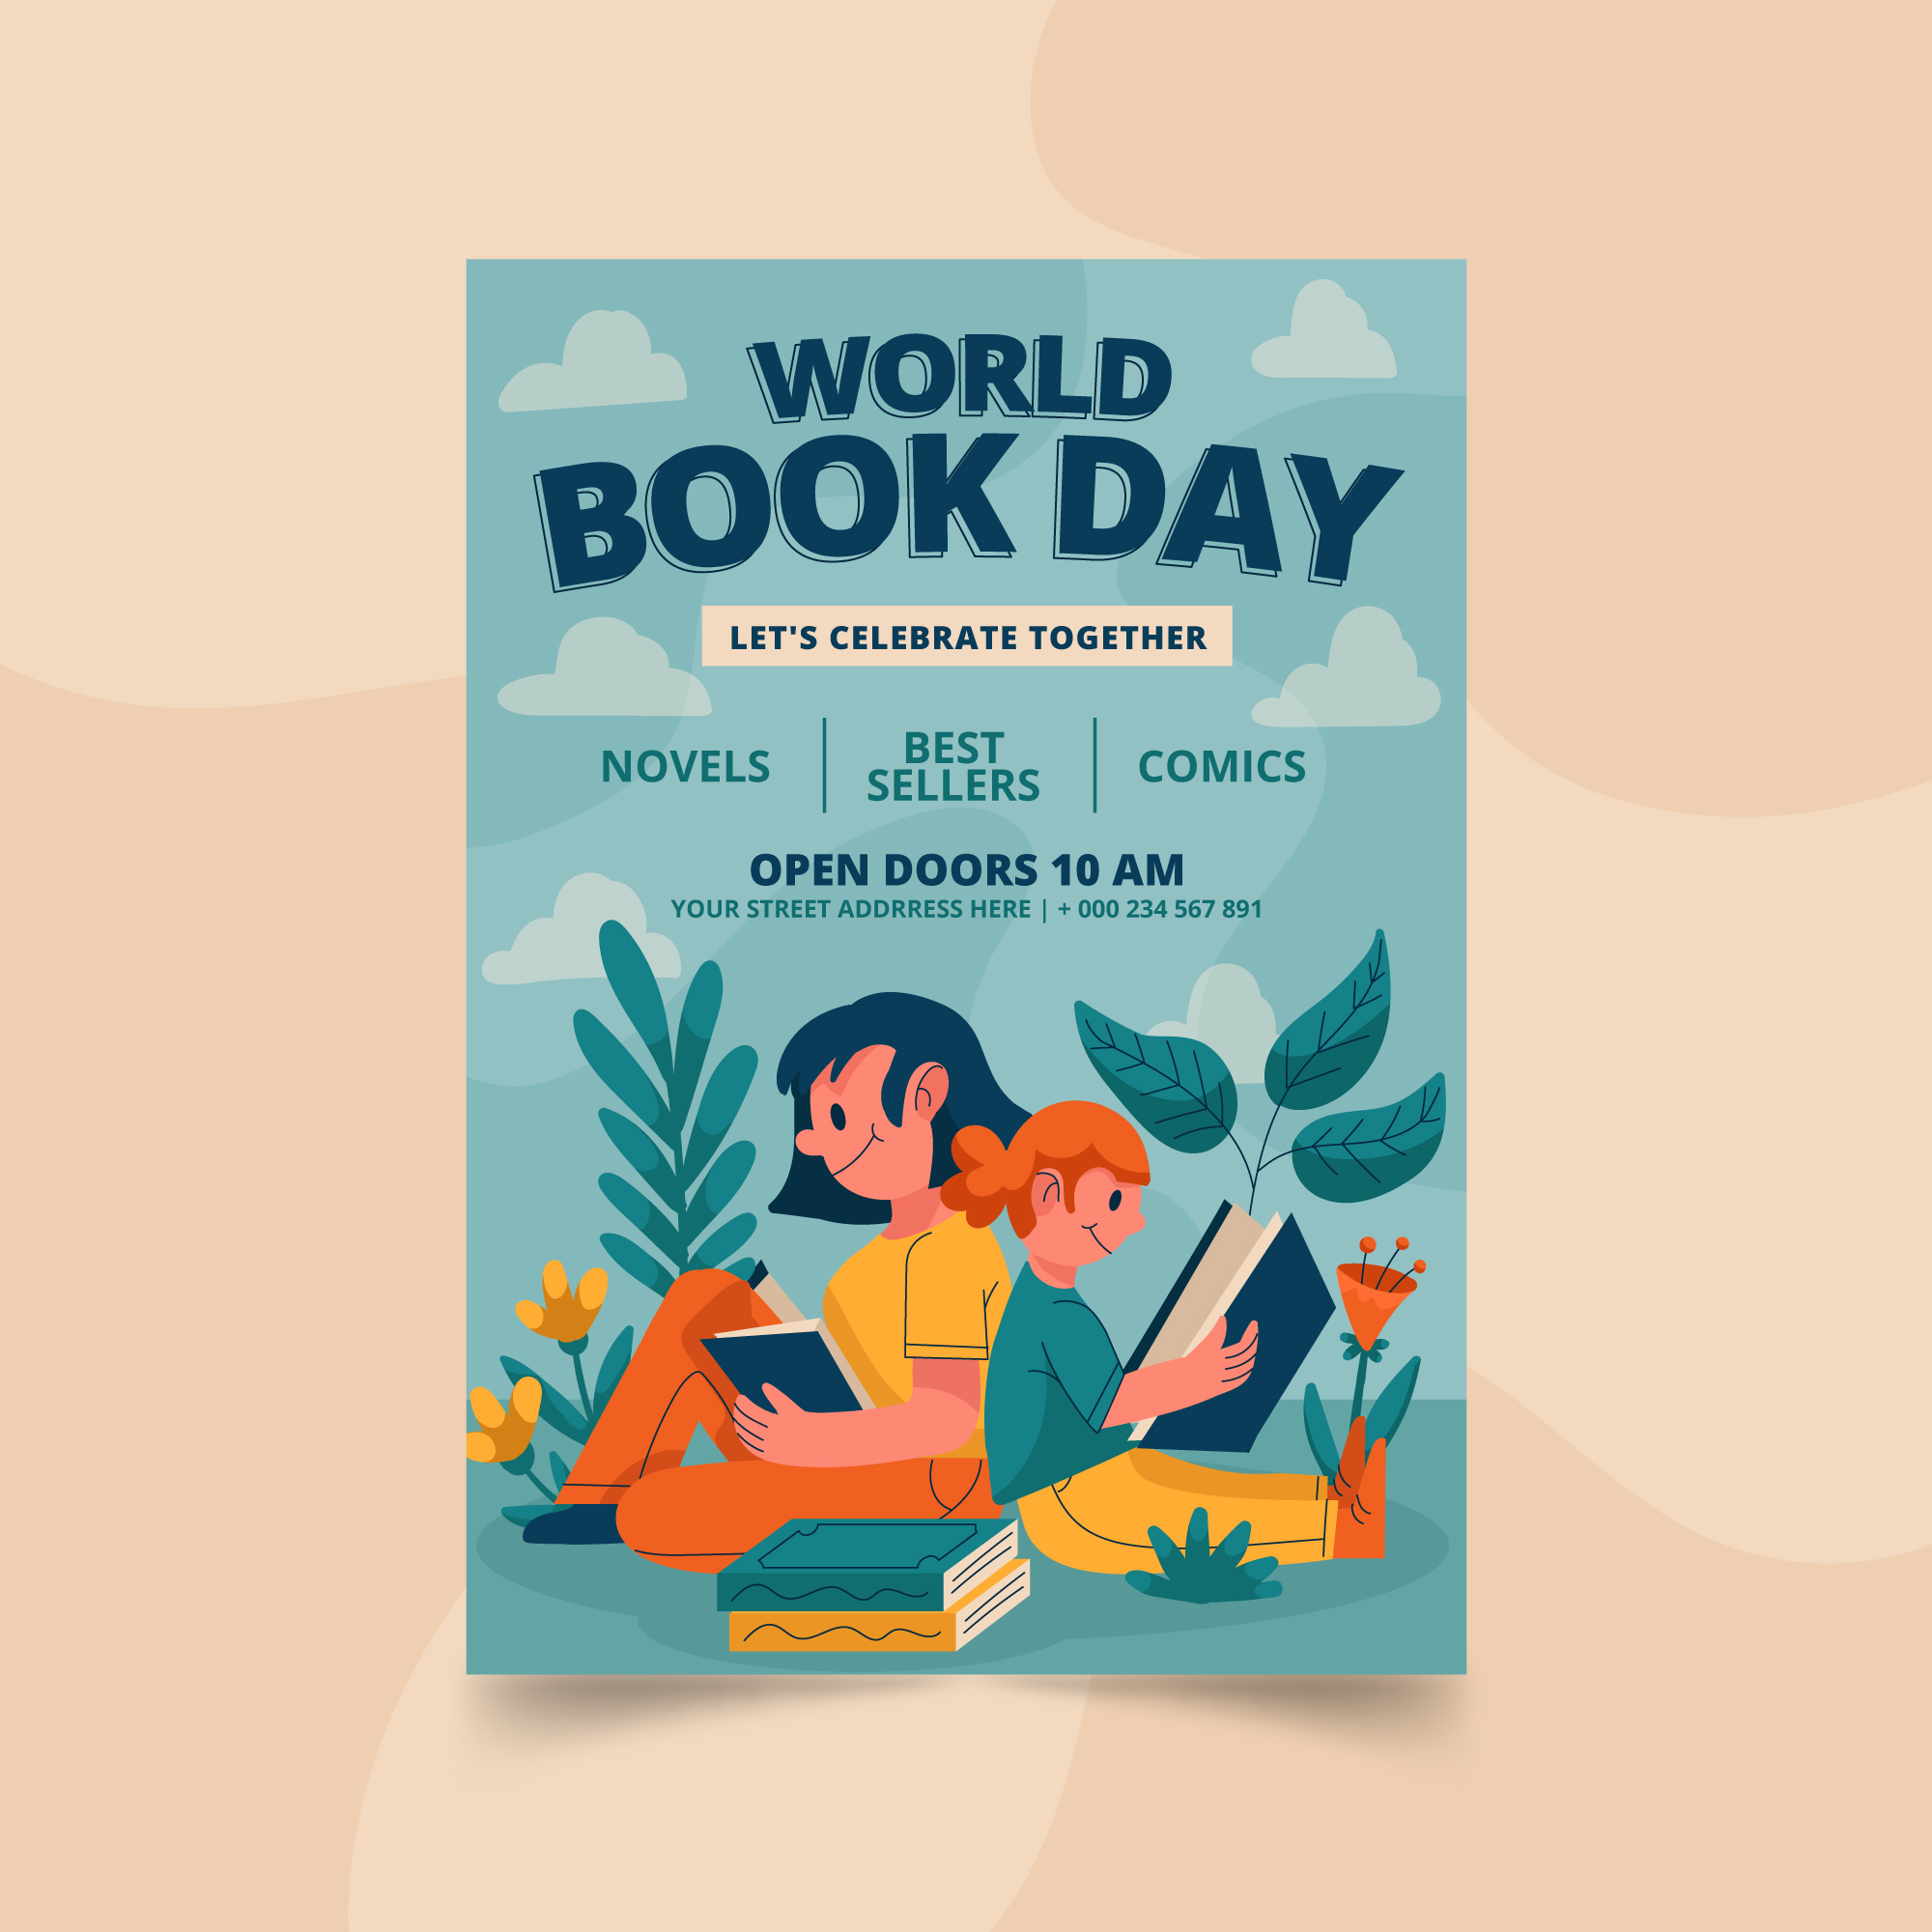 WORLD
BOOK DAY
LET'S CELEBRATE TOGETHER
NOVELS
BEST
SELLERS
COMICS
OPEN DOORS 10 AM
YOUR STREET ADDRRESS HERE | + 000 234 567 891